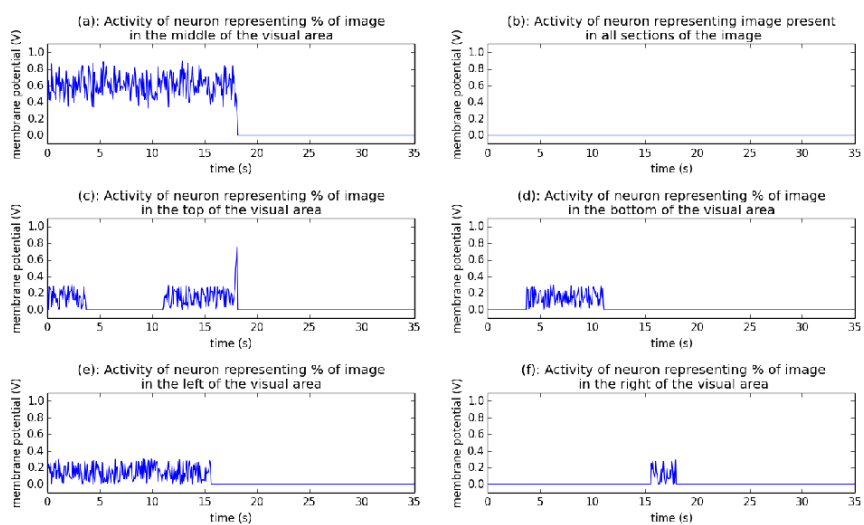 (a): Activity of neuron representing % of image
in the middle of the visual area
membrane potential (V)
1.0
0.8
0.6
0.4
0.2
0.0
0 5 10 15 20 25 30 35
time (s)
(b): Activity of neuron representing image present
in all sections of the image
membrane potential (V)
1.0
0.8
0.6
0.4
0.2
0.0
0 5 10 15 20 25 30 35
time (s)
(c): Activity of neuron representing % of image
in the top of the visual area
membrane potential (V)
1.0
0.8
0.6
0.4
0.2
0.0
0 5 10 15 20 25 30 35
time (s)
(d): Activity of neuron representing % of image
in the bottom of the visual area
membrane potential (V)
1.0
0.8
0.6
0.4
0.2
0.0
0 5 10 15 20 25 30 35
time (s)
(e): Activity of neuron representing % of image
in the left of the visual area
membrane potential (V)
1.0
0.8
0.6
0.4
0.2
0.0
0 5 10 15 20 25 30 35
time (s)
(f): Activity of neuron representing % of image
in the right of the visual area
membrane potential (V)
1.0
0.8
0.6
0.4
0.2
0.0
0 5 10 15 20 25 30 35
time (s)